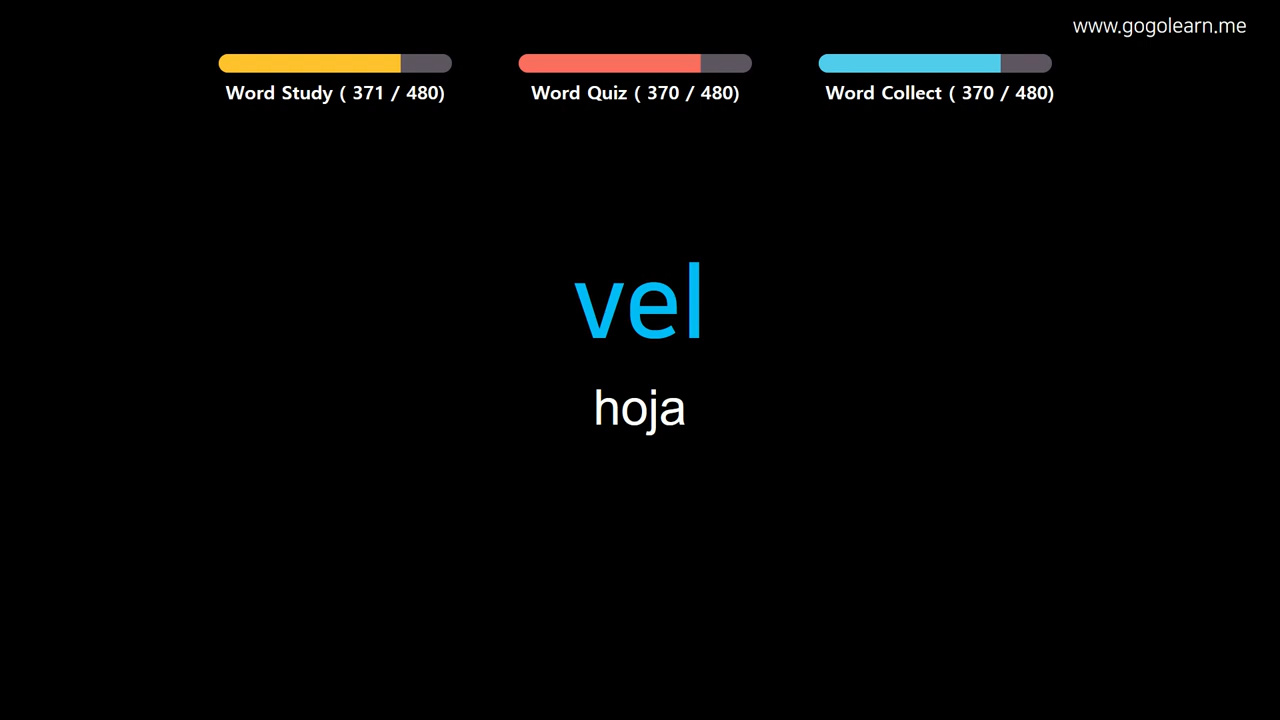 www.gogolearn.me
Word Study ( 371 / 480)
Word Quiz ( 370 / 480)
Word Collect ( 370 / 480)
vel
hoja